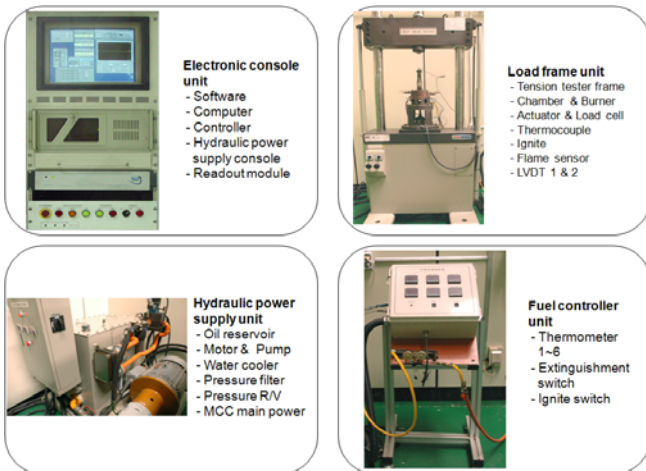 Electronic console
unit
- Software
- Computer
- Controller
- Hydraulic power
supply console
- Readout module
Load frame unit
- Tension tester frame
- Chamber & Burner
- Actuator & Load cell
- Thermocouple
- Ignite
- Flame sensor
- LVDT 1 & 2
Hydraulic power
supply unit
- Oil reservoir
- Motor & Pump
- Water cooler
- Pressure filter
- Pressure R/V
- MCC main power
Fuel controller
unit
- Thermometer
1~6
- Extinguishment
switch
- Ignite switch